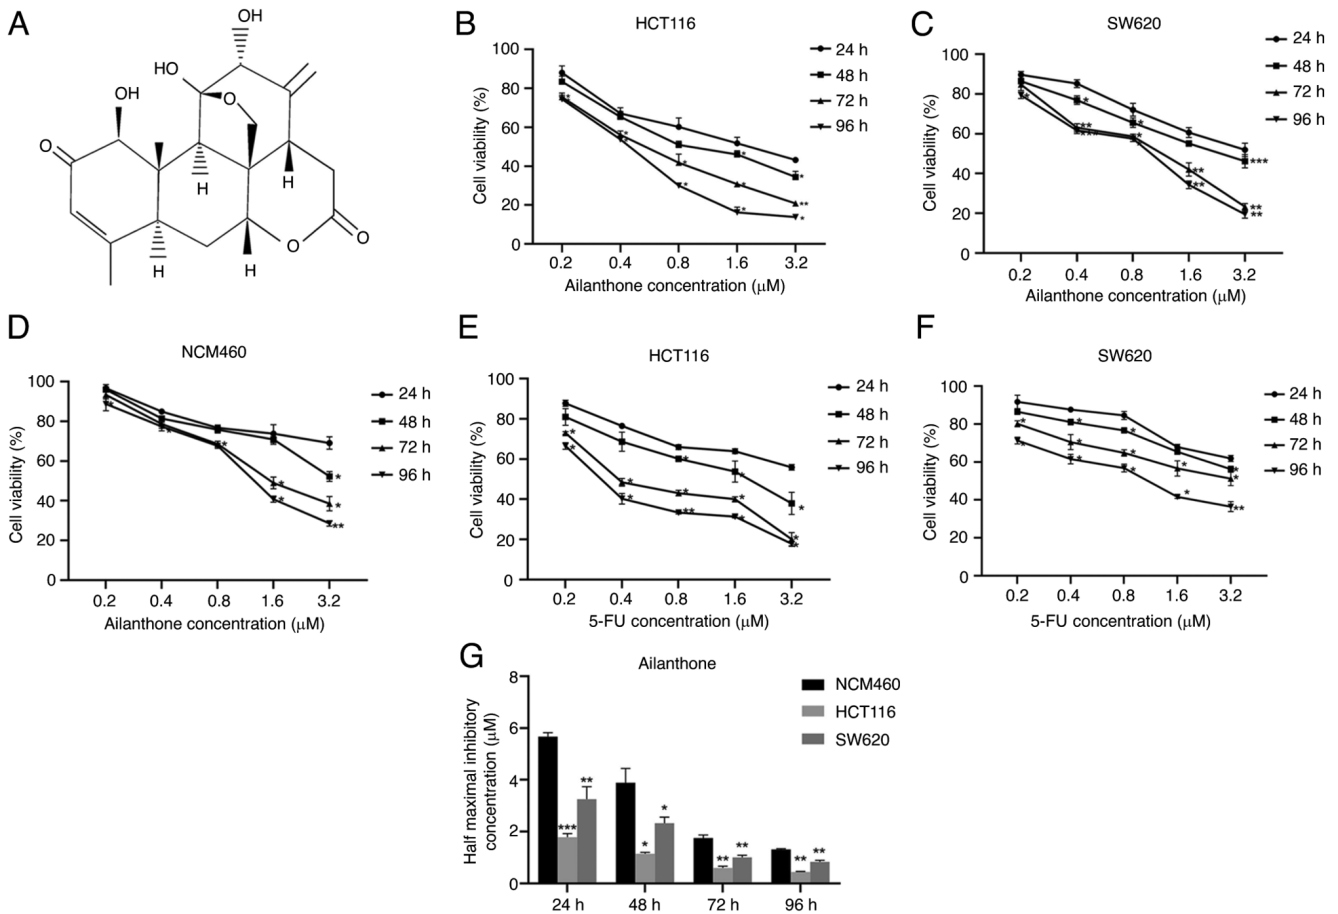 A
OH
HO
O
OH
O
H
H
H
H
O
O
B
HCT116
Cell viability (%)
100
80
60
40
20
0
0.2 0.4 0.8 1.6 3.2
Ailanthone concentration (µM)
24 h
48 h
72 h
96 h
* * * * * * * * * ** *
C
SW620
Cell viability (%)
100
80
60
40
20
0
0.2 0.4 0.8 1.6 3.2
Ailanthone concentration (µM)
24 h
48 h
72 h
96 h
* * ** *** * * ** ** *** ** **
D
NCM460
Cell viability (%)
100
80
60
40
20
0
0.2 0.4 0.8 1.6 3.2
Ailanthone concentration (µM)
24 h
48 h
72 h
96 h
* * * * * * **
E
HCT116
Cell viability (%)
100
80
60
40
20
0
0.2 0.4 0.8 1.6 3.2
5-FU concentration (µM)
24 h
48 h
72 h
96 h
* * * * * * ** * * * * * *
F
SW620
Cell viability (%)
100
80
60
40
20
0
0.2 0.4 0.8 1.6 3.2
5-FU concentration (µM)
24 h
48 h
72 h
96 h
* * * * * * * * * * * * **
G
Ailanthone
Half maximal inhibitory
concentration (µM)
8
6
4
2
0
*** ** * * ** ** ** **
24 h 48 h 72 h 96 h
NCM460
HCT116
SW620